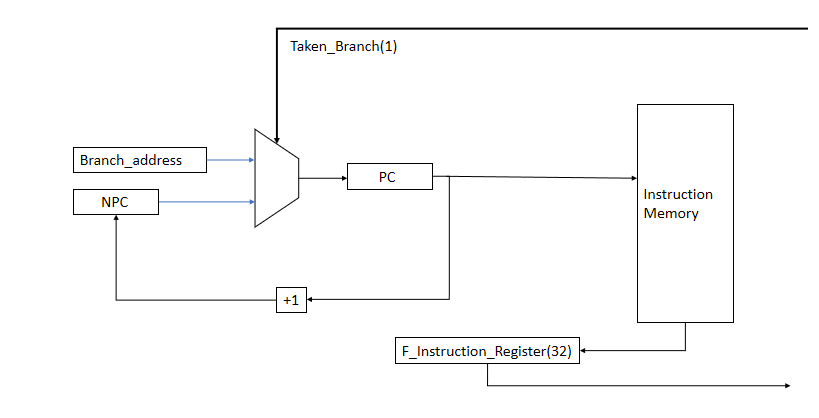 Taken_Branch(1)
Branch_address
NPC
PC
Instruction
Memory
+1
F_Instruction_Register(32)